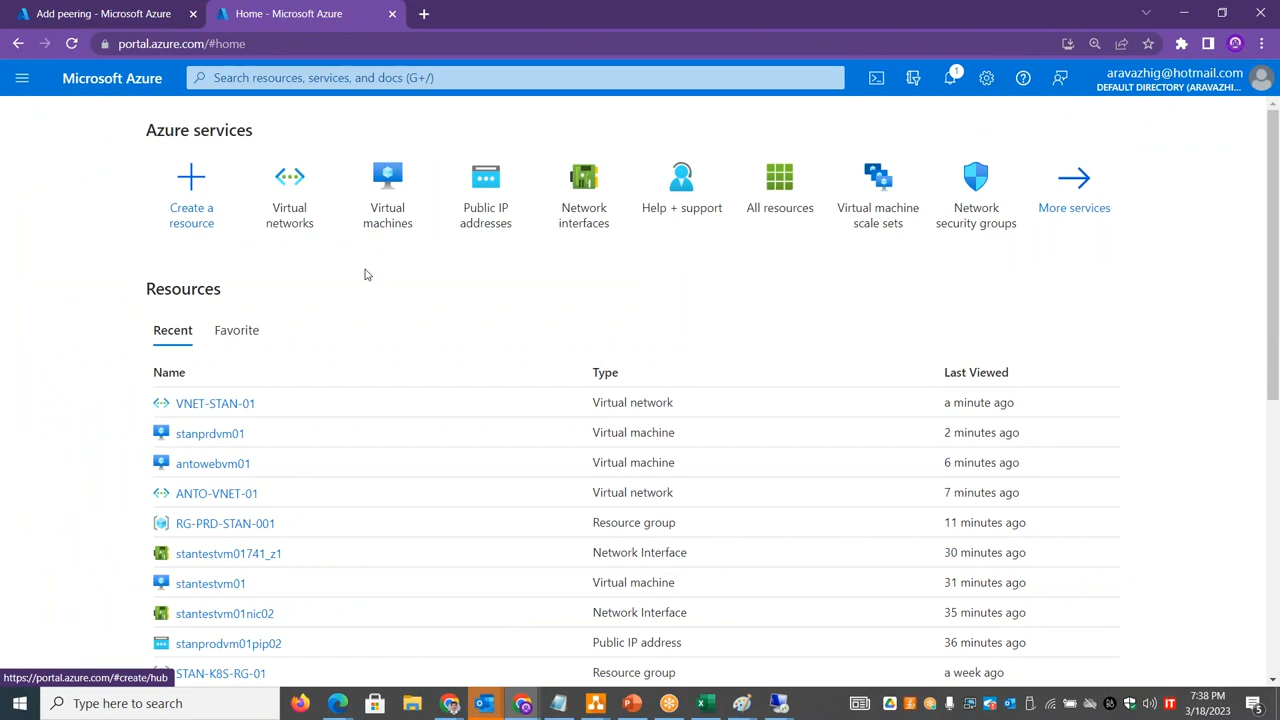 Add peering - Microsoft Azure
Home - Microsoft Azure
portal.azure.com/#home
Microsoft Azure
Search resources, services, and docs (G+/)
1
aravazhig@hotmail.com
DEFAULT DIRECTORY (ARAVAZHI...
Azure services
Create a resource
Virtual networks
Virtual machines
Public IP addresses
Network interfaces
Help + support
All resources
Virtual machine scale sets
Network security groups
More services
Resources
Recent Favorite
Name Type Last Viewed
VNET-STAN-01 Virtual network a minute ago
stanprdvm01 Virtual machine 2 minutes ago
antowebvm01 Virtual machine 6 minutes ago
ANTO-VNET-01 Virtual network 7 minutes ago
RG-PRD-STAN-001 Resource group 11 minutes ago
stantestvm01741_z1 Network Interface 30 minutes ago
stantestvm01 Virtual machine 31 minutes ago
stantestvm01nic02 Network Interface 35 minutes ago
stanprodvm01pip02 Public IP address 36 minutes ago
STAN-K8S-RG-01 Resource group a week ago
https://portal.azure.com/#create/hub
Type here to search
IT
7:38 PM
3/18/2023
5